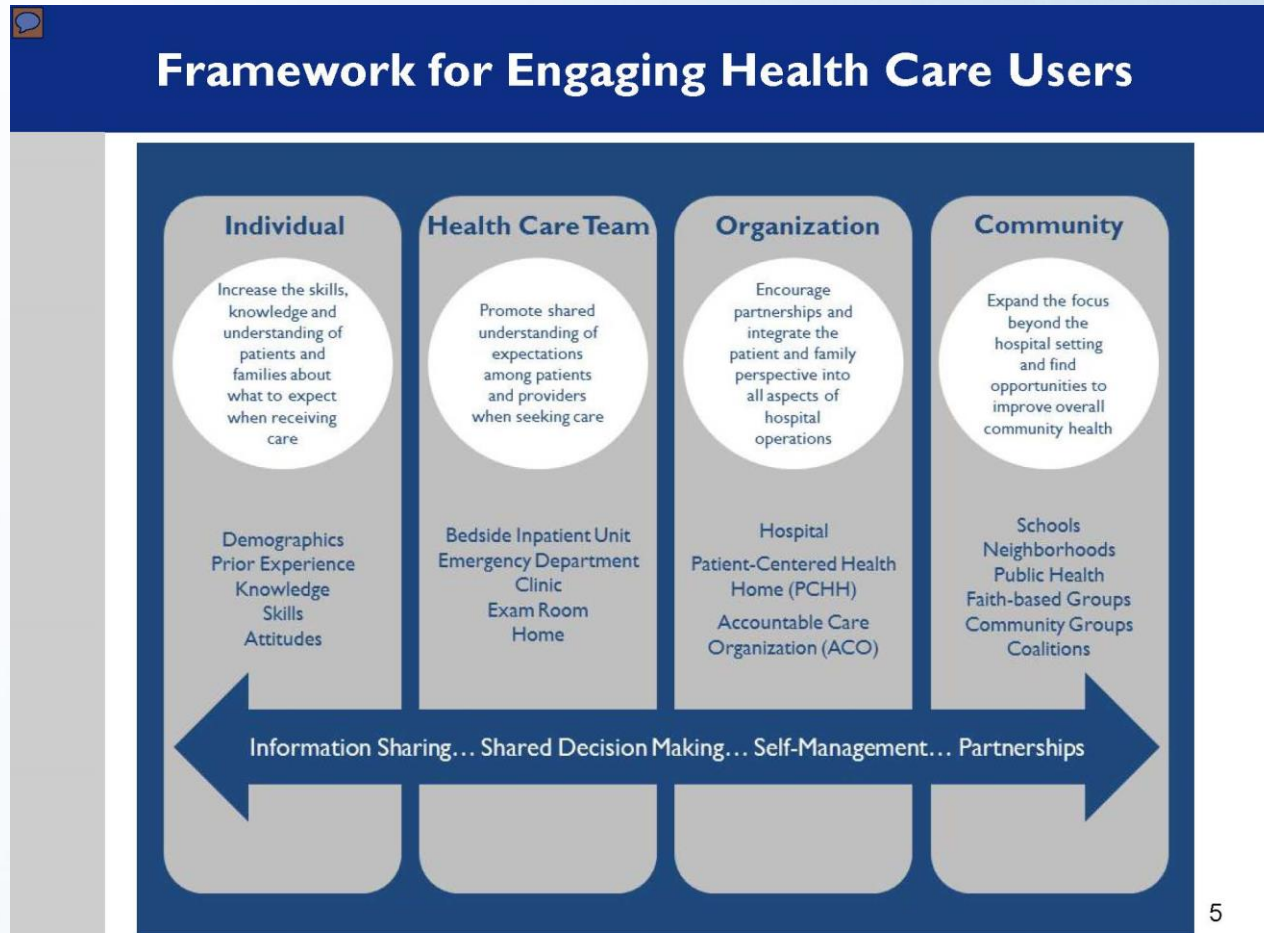 Framework for Engaging Health Care Users
Individual
Increase the skills,
knowledge and
understanding of
patients and
families about
what to expect
when receiving
care
Demographics
Prior Experience
Knowledge
Skills
Attitudes
Health Care Team
Promote shared
understanding of
expectations
among patients
and providers
when seeking care
Bedside Inpatient Unit
Emergency Department
Clinic
Exam Room
Home
Organization
Encourage
partnerships and
integrate the
patient and family
perspective into
all aspects of
hospital
operations
Hospital
Patient-Centered Health
Home (PCHH)
Accountable Care
Organization (ACO)
Community
Expand the focus
beyond the
hospital setting
and find
opportunities to
improve overall
community health
Schools
Neighborhoods
Public Health
Faith-based Groups
Community Groups
Coalitions
Information Sharing... Shared Decision Making... Self-Management... Partnerships
5